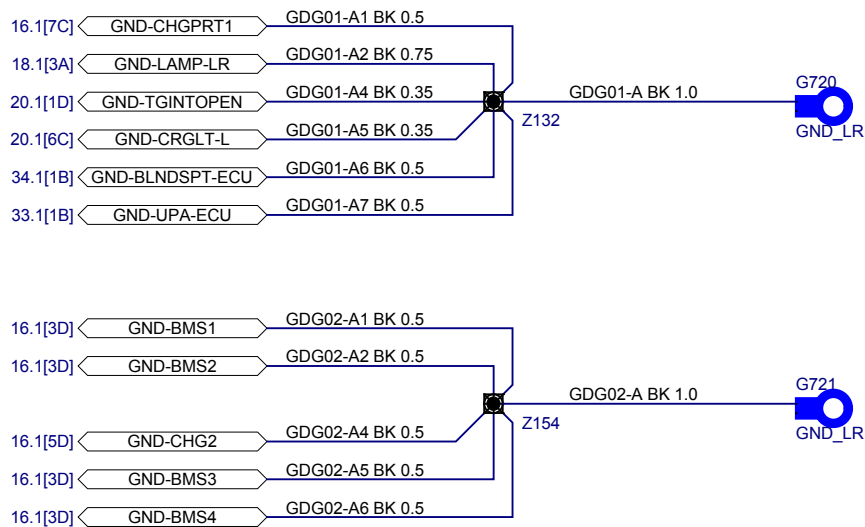 16.1[7C] GND-CHGPRT1 GDG01-A1 BK 0.5
18.1[3A] GND-LAMP-LR GDG01-A2 BK 0.75
G720
20.1[1D] GND-TGINTOPEN GDG01-A4 BK 0.35 GDG01-A BK 1.0
Z132
GND_LR
20.1[6C] GND-CRGLT-L GDG01-A5 BK 0.35
34.1[1B] GND-BLNDSPT-ECU GDG01-A6 BK 0.5
33.1[1B] GND-UPA-ECU GDG01-A7 BK 0.5
16.1[3D] GND-BMS1 GDG02-A1 BK 0.5
16.1[3D] GND-BMS2 GDG02-A2 BK 0.5
G721
GDG02-A BK 1.0
Z154
GND_LR
16.1[5D] GND-CHG2 GDG02-A4 BK 0.5
16.1[3D] GND-BMS3 GDG02-A5 BK 0.5
16.1[3D] GND-BMS4 GDG02-A6 BK 0.5